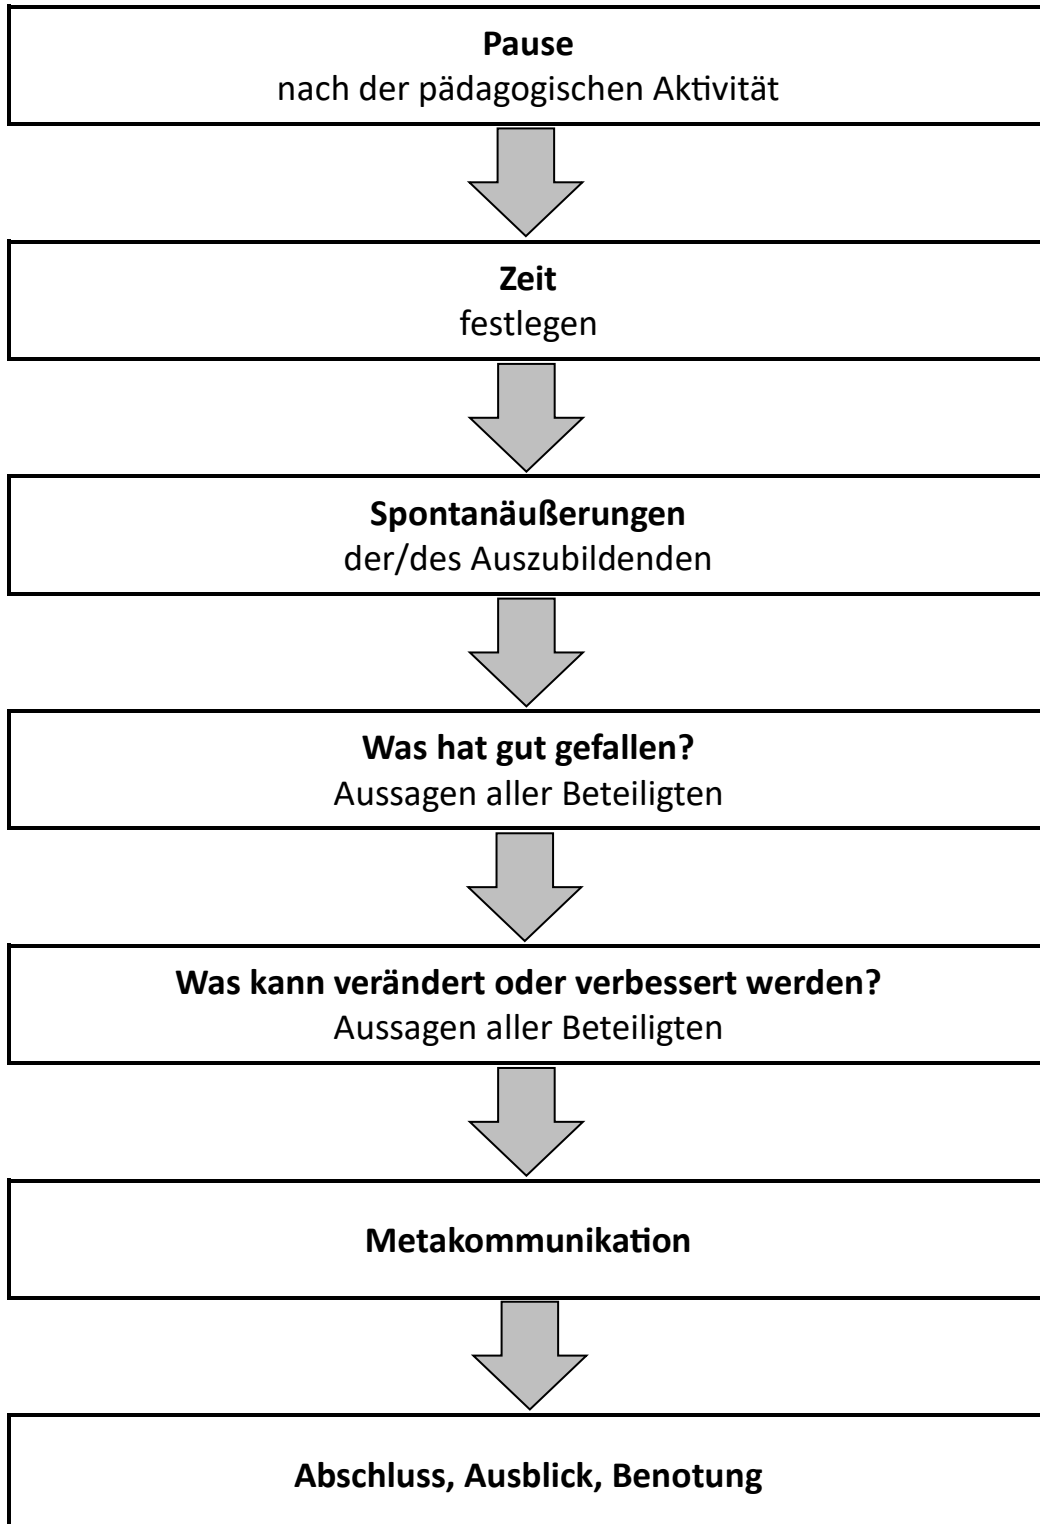 Pause
nach der pädagogischen Aktivität
Zeit
festlegen
Spontanäußerungen
der/des Auszubildenden
Was hat gut gefallen?
Aussagen aller Beteiligten
Was kann verändert oder verbessert werden?
Aussagen aller Beteiligten
Metakommunikation
Abschluss, Ausblick, Benotung